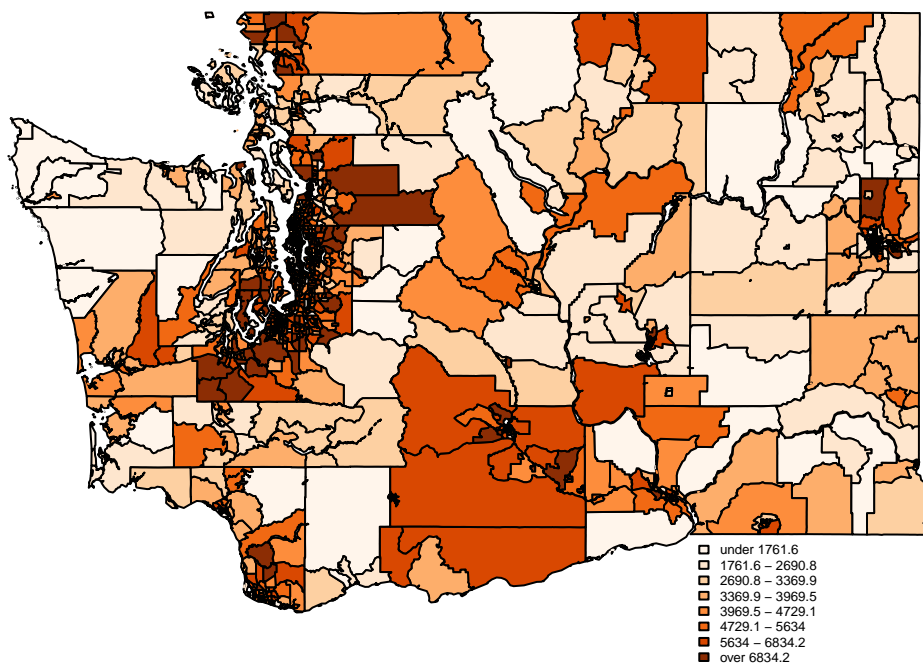 under 1761.6
1761.6 – 2690.8
2690.8 – 3369.9
3369.9 – 3969.5
3969.5 – 4729.1
4729.1 – 5634
5634 – 6834.2
over 6834.2